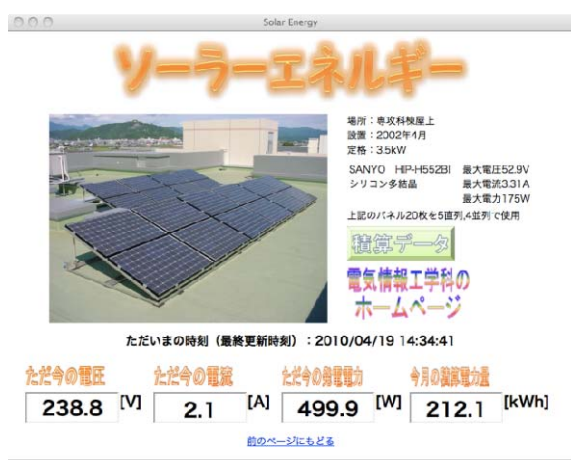 Solar Energy
ソーラーエネルギー
場所：専攻科棟屋上
設置：2002年4月
定格：3.5kW
SANYO HIP-H552BI 最大電圧52.9V
シリコン多結晶 最大電流3.31A
最大電力175W
上記のパネル20枚を5直列,4並列で使用
積算データ
電気情報工学科の
ホームページ
ただいまの時刻（最終更新時刻）：2010/04/19 14:34:41
ただ今の電圧 ただ今の電流 ただ今の発電電力 今月の積算電力量
238.8 [V] 2.1 [A] 499.9 [W] 212.1 [kWh]
前のページにもどる